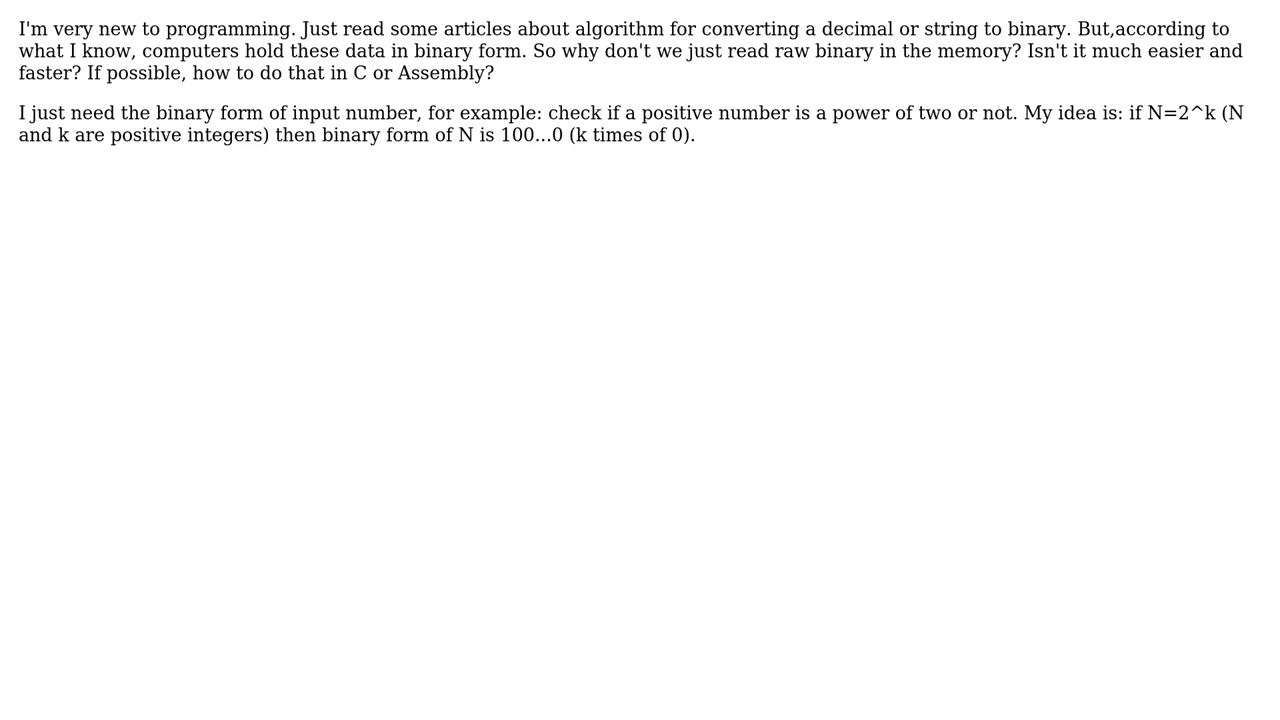 I'm very new to programming. Just read some articles about algorithm for converting a decimal or string to binary. But,according to
what I know, computers hold these data in binary form. So why don't we just read raw binary in the memory? Isn't it much easier and
faster? If possible, how to do that in C or Assembly?
I just need the binary form of input number, for example: check if a positive number is a power of two or not. My idea is: if N=2^k (N
and k are positive integers) then binary form of N is 100...0 (k times of 0).